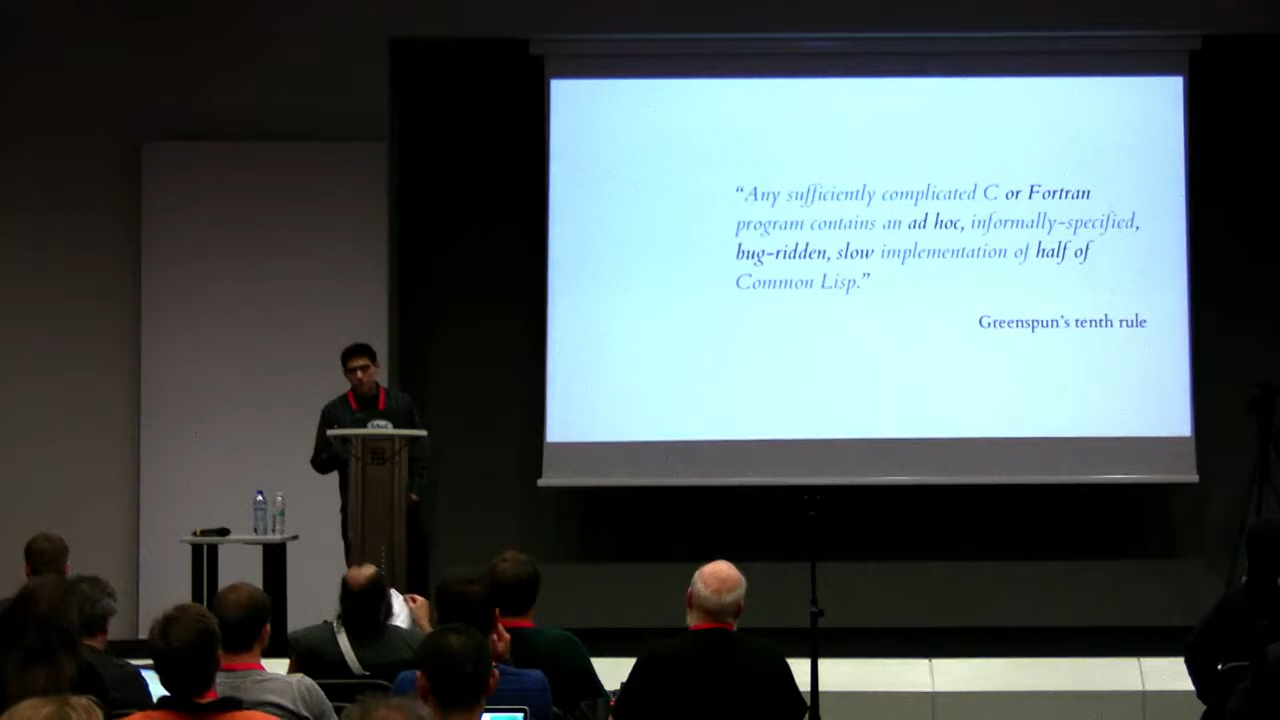 “Any sufficiently complicated C or Fortran
program contains an ad hoc, informally-specified,
bug-ridden, slow implementation of half of
Common Lisp.”
Greenspun’s tenth rule